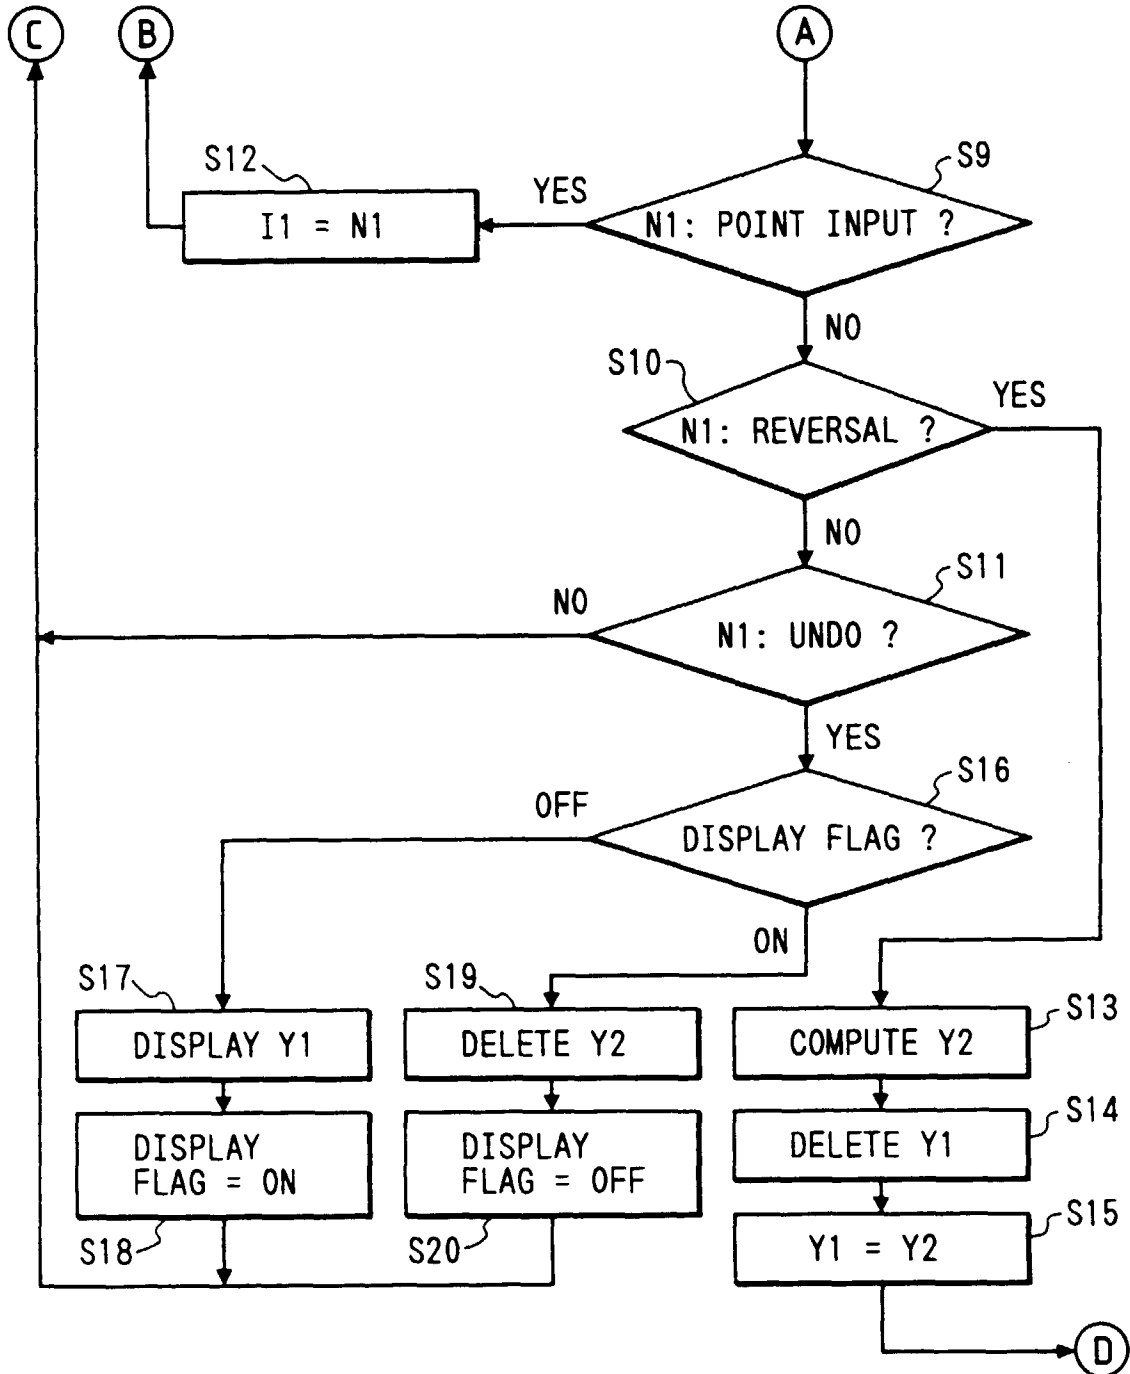 C
B
A
S12
YES
S9
I1 = N1
N1: POINT INPUT ?
NO
S10
YES
N1: REVERSAL ?
NO
S11
NO
N1: UNDO ?
YES
S16
OFF
DISPLAY FLAG ?
ON
S17
S19
S13
DISPLAY Y1
DELETE Y2
COMPUTE Y2
S14
DISPLAY
FLAG = ON
DISPLAY
FLAG = OFF
DELETE Y1
S15
S18
S20
Y1 = Y2
D